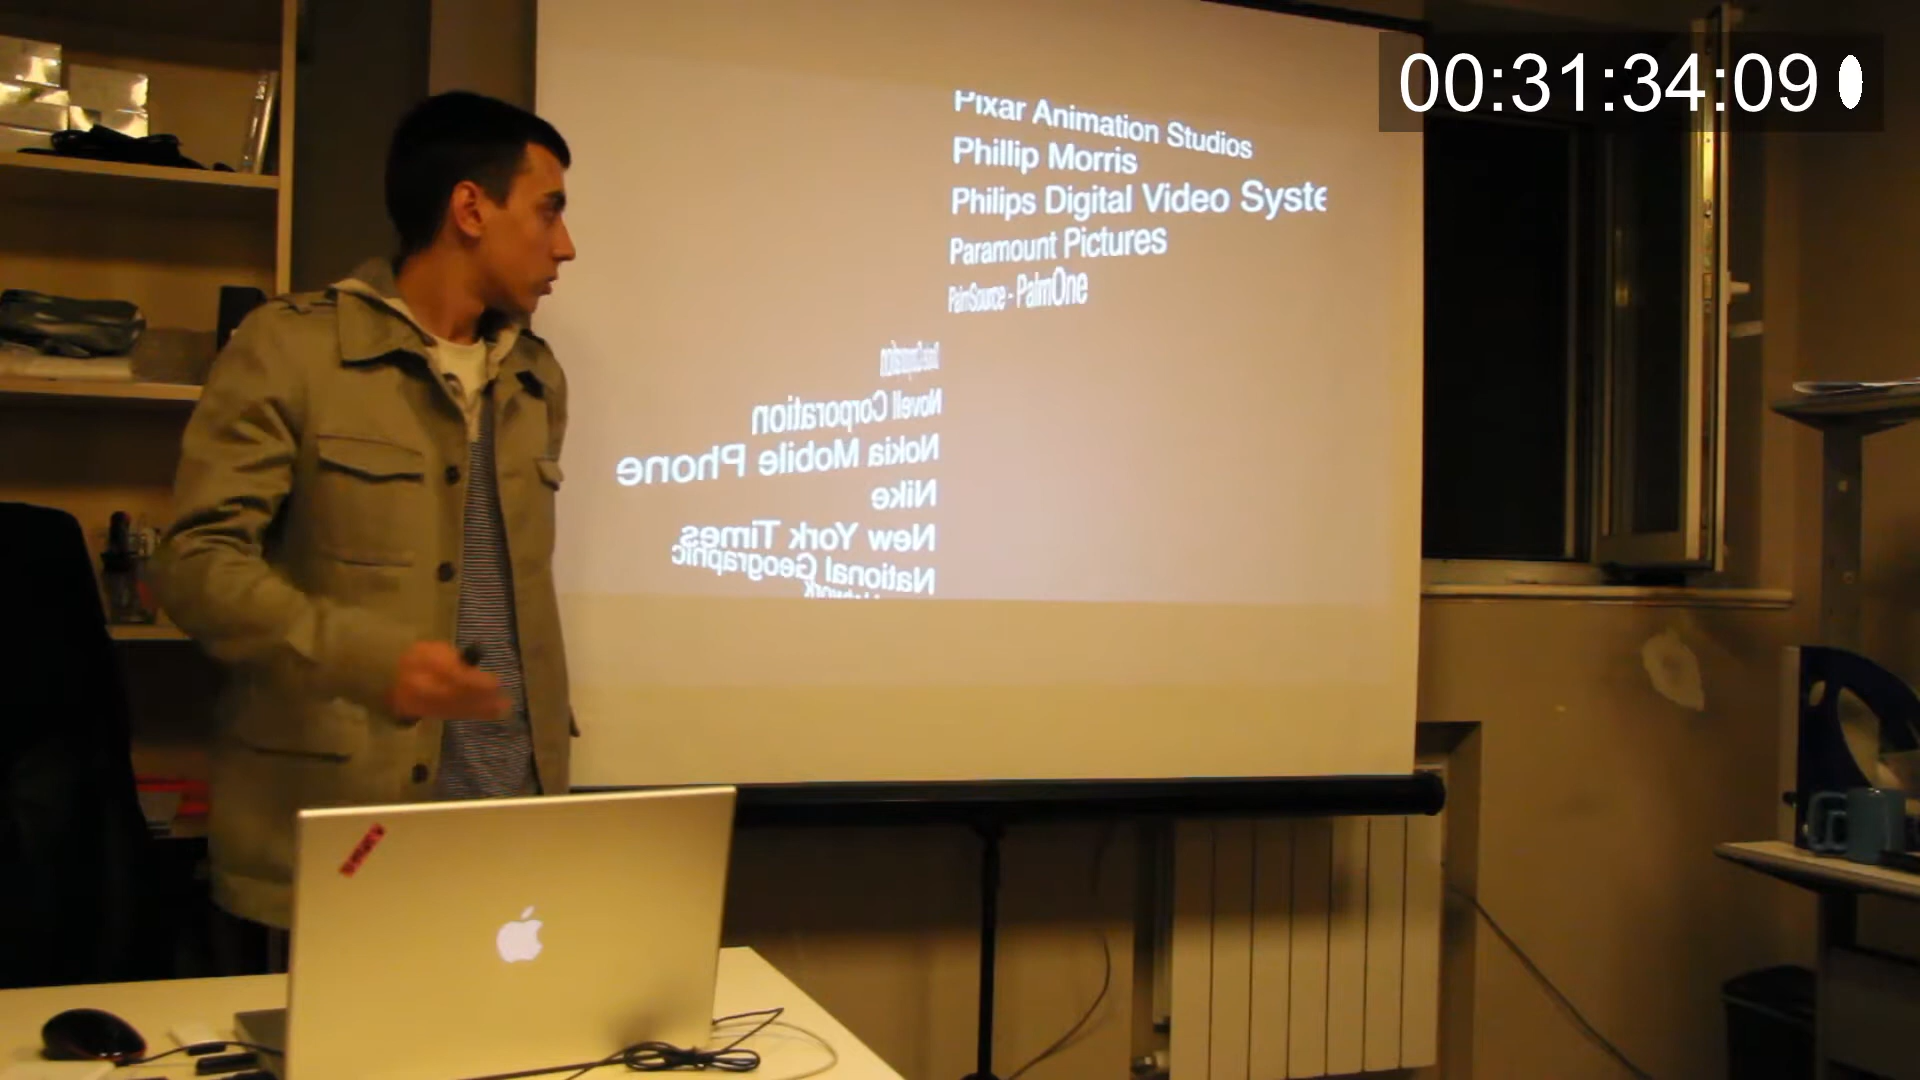 00:31:34:09
Pixar Animation Studios
Phillip Morris
Philips Digital Video Syste
Paramount Pictures
PalmSource - PalmOne
Novell Corporation
Nokia Mobile Phone
Nike
New York Times
National Geographic